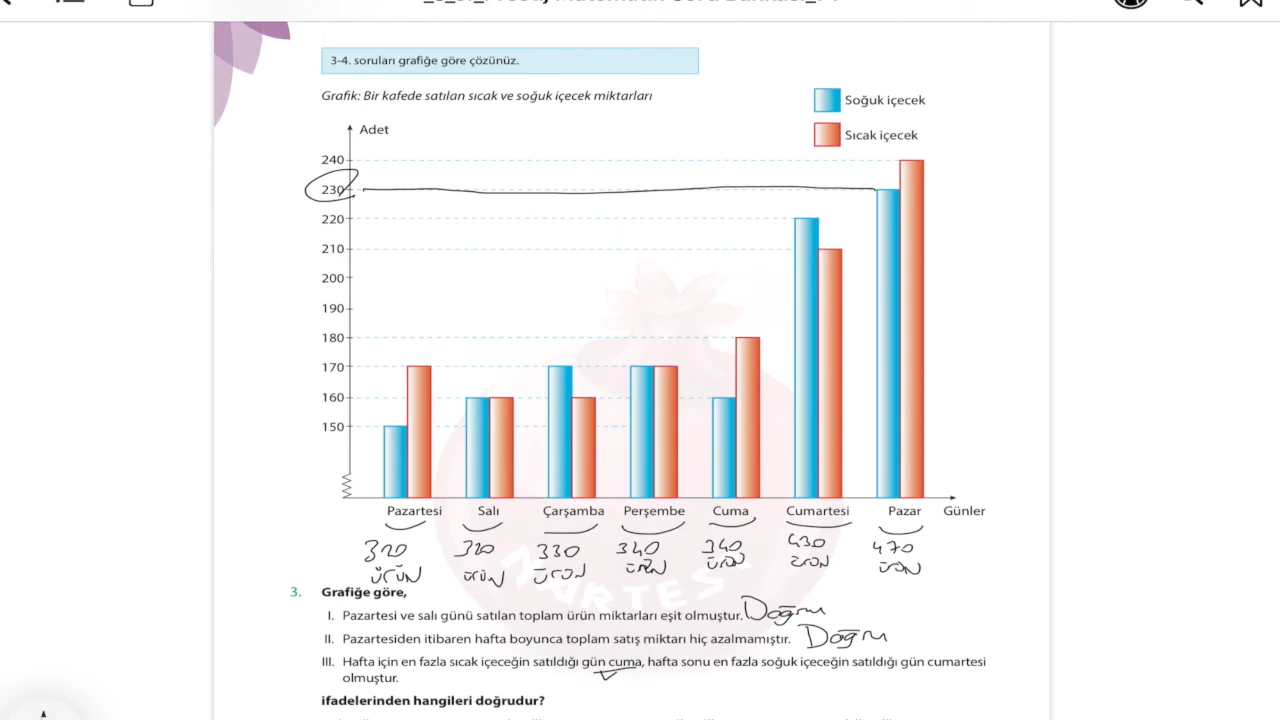 3-4. soruları grafiğe göre çözünüz.
Grafik: Bir kafede satılan sıcak ve soğuk içecek miktarları
Soğuk içecek
Sıcak içecek
Adet
240
230
220
210
200
190
180
170
160
150
Pazartesi Salı Çarşamba Perşembe Cuma Cumartesi Pazar Günler
320 320 330 340 340 430 470
ÜRÜN ÜRÜN ÜRÜN ÜRÜN ÜRÜN ÜRÜN ÜRÜN
3. Grafiğe göre,
I. Pazartesi ve salı günü satılan toplam ürün miktarları eşit olmuştur. Doğru
II. Pazartesiden itibaren hafta boyunca toplam satış miktarı hiç azalmamıştır. Doğru
III. Hafta için en fazla sıcak içeceğin satıldığı gün cuma, hafta sonu en fazla soğuk içeceğin satıldığı gün cumartesi
olmuştur.
ifadelerinden hangileri doğrudur?